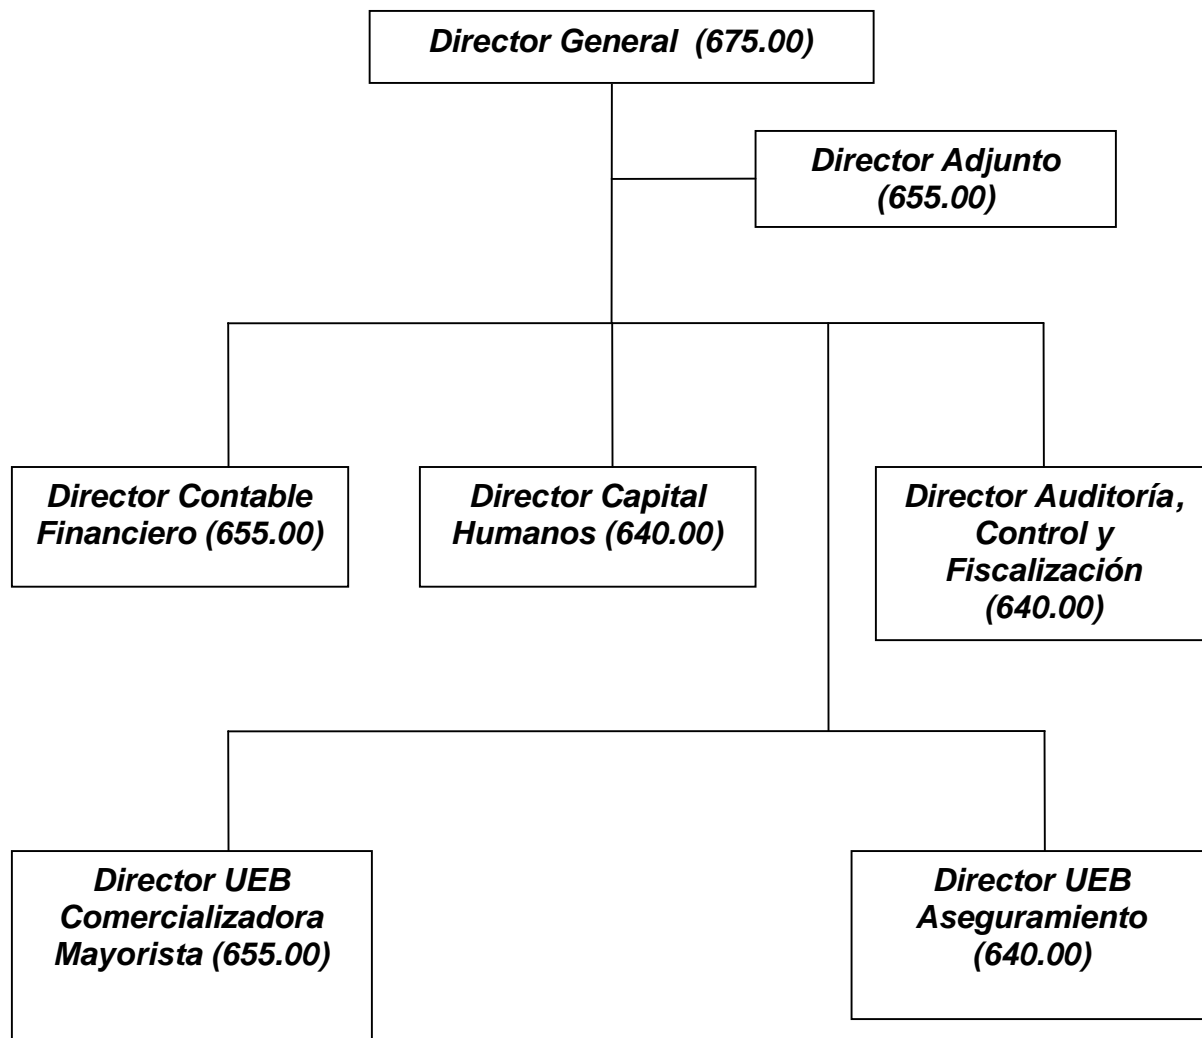 Director General (675.00)
Director Adjunto
(655.00)
Director Contable
Financiero (655.00)
Director Capital
Humanos (640.00)
Director Auditoría,
Control y
Fiscalización
(640.00)
Director UEB
Comercializadora
Mayorista (655.00)
Director UEB
Aseguramiento
(640.00)